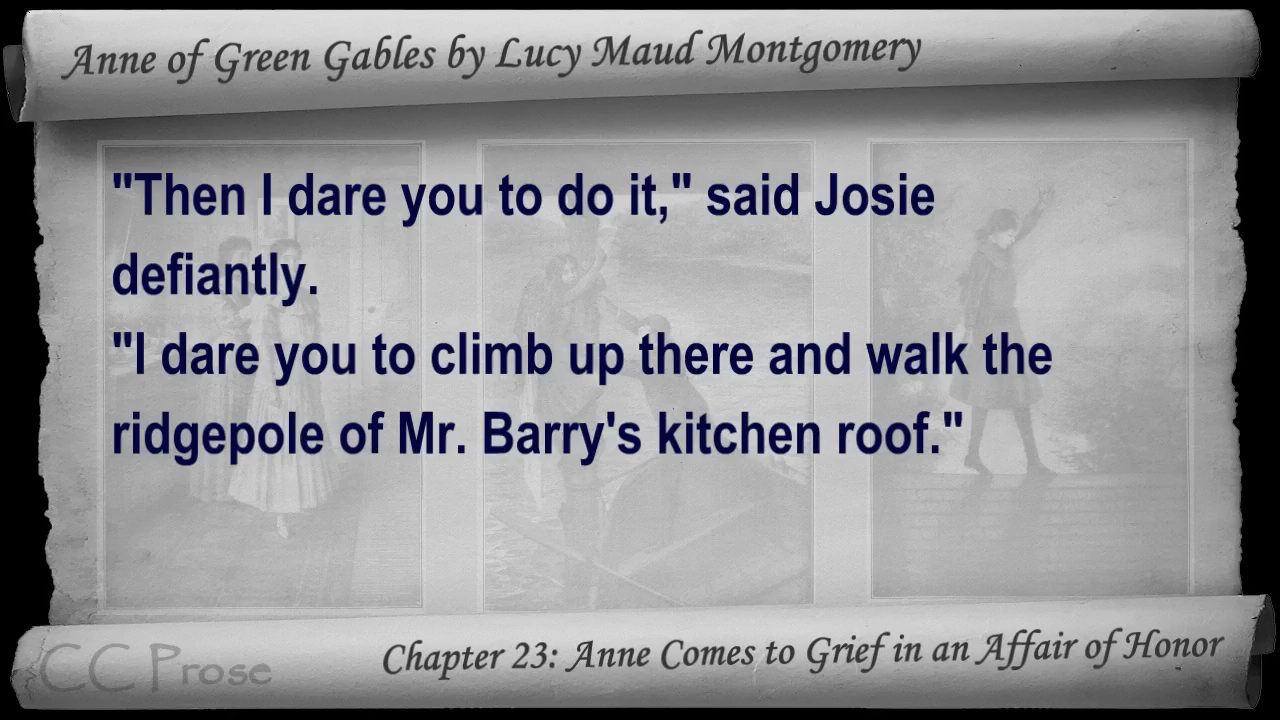 Anne of Green Gables by Lucy Maud Montgomery
"Then I dare you to do it," said Josie
defiantly.
"I dare you to climb up there and walk the
ridgepole of Mr. Barry's kitchen roof."
CC Prose
Chapter 23: Anne Comes to Grief in an Affair of Honor